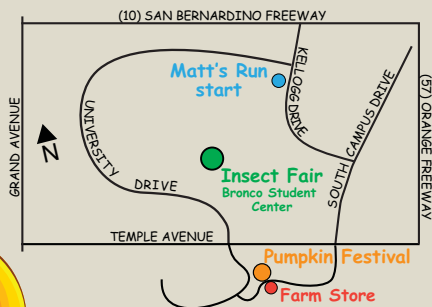 (10) SAN BERNARDINO FREEWAY
KELLOGG DRIVE
Matt's Run
start
SOUTH CAMPUS DRIVE
(57) ORANGE FREEWAY
GRAND AVENUE
N
UNIVERSITY
DRIVE
Insect Fair
Bronco Student
Center
TEMPLE AVENUE
Pumpkin Festival
Farm Store